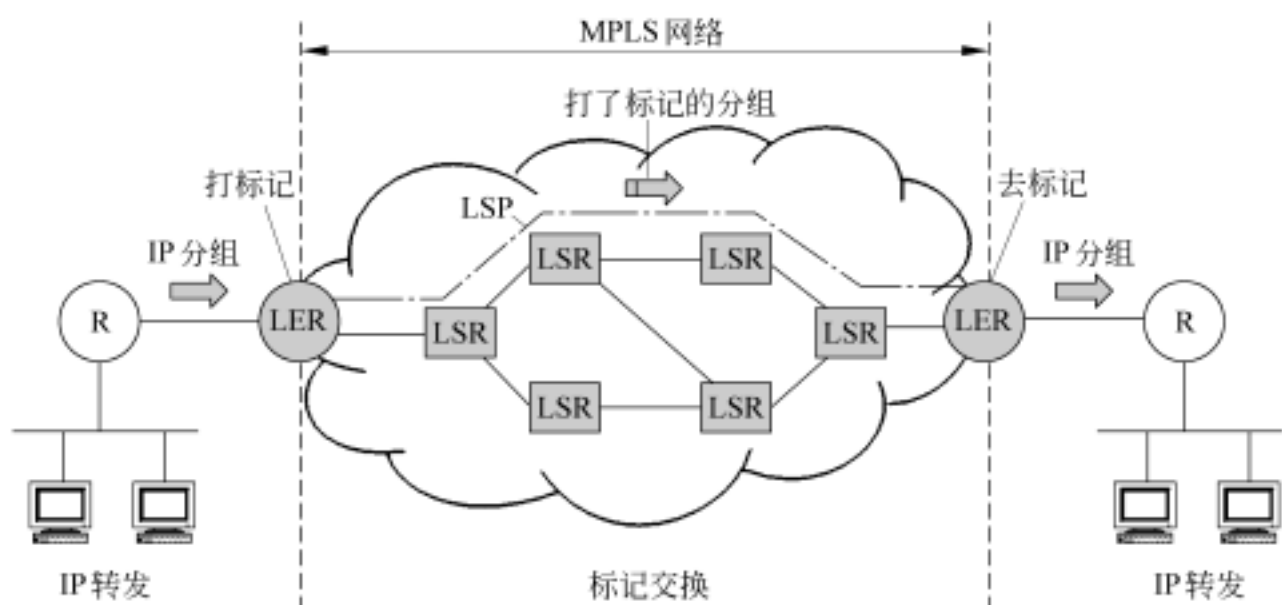 MPLS 网络
打了标记的分组
打标记
去标记
LSP
IP 分组
IP 分组
LSR
LSR
R
LER
LSR
LSR
LER
R
LSR
LSR
IP 转发
标记交换
IP 转发